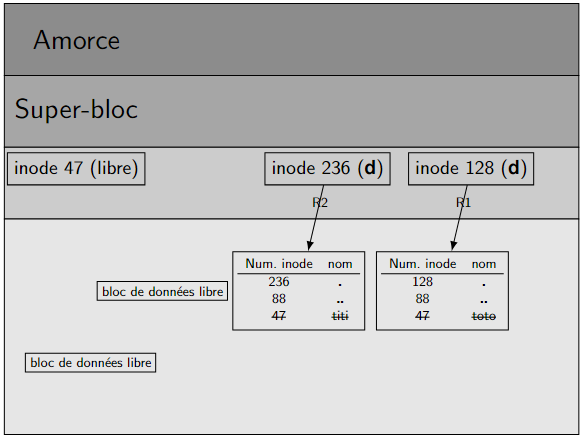 Amorce
Super-bloc
inode 47 (libre)
inode 236 (d)
inode 128 (d)
R2
R1
Num. inode nom
236 .
88 ..
47 titi
Num. inode nom
128 .
88 ..
47 toto
bloc de données libre
bloc de données libre